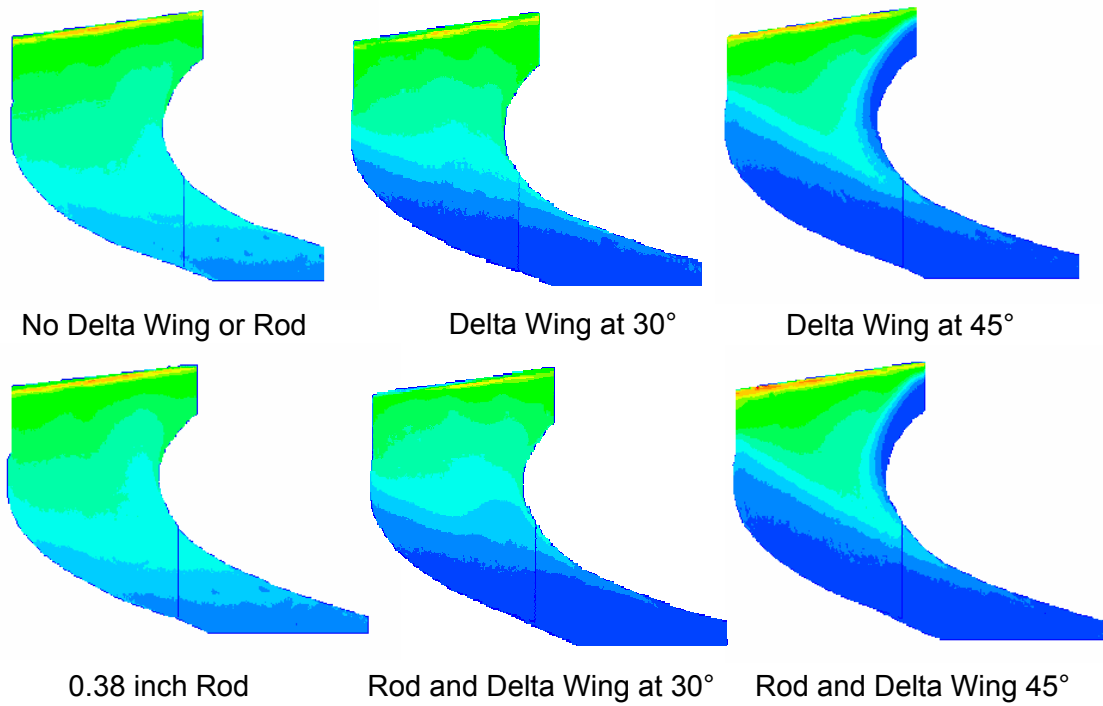 No Delta Wing or Rod
Delta Wing at 30°
Delta Wing at 45°
0.38 inch Rod
Rod and Delta Wing at 30°
Rod and Delta Wing 45°